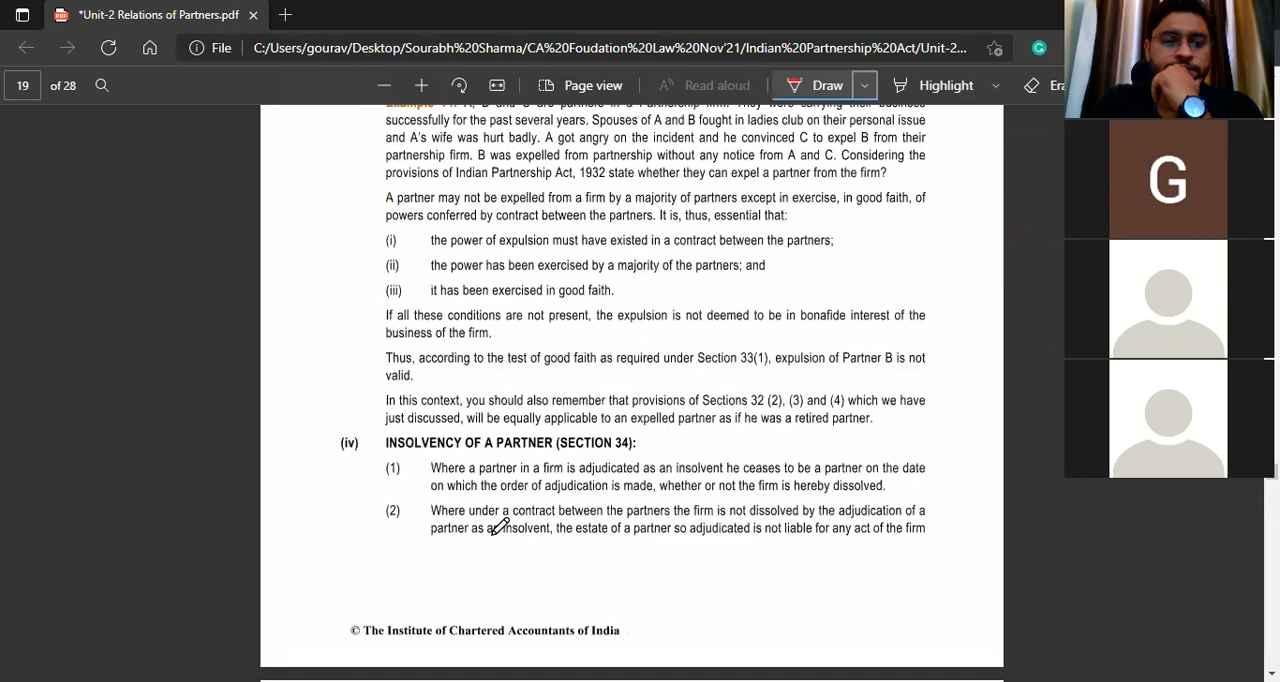 *Unit-2 Relations of Partners.pdf
File
C:/Users/gourav/Desktop/Sourabh%20Sharma/CA%20Foudation%20Law%20Nov'21/Indian%20Partnership%20Act/Unit-2...
19 of 28
Page view
Read aloud
Draw
Highlight
Era
G
successfully for the past several years. Spouses of A and B fought in ladies club on their personal issue
and A's wife was hurt badly. A got angry on the incident and he convinced C to expel B from their
partnership firm. B was expelled from partnership without any notice from A and C. Considering the
provisions of Indian Partnership Act, 1932 state whether they can expel a partner from the firm?
A partner may not be expelled from a firm by a majority of partners except in exercise, in good faith, of
powers conferred by contract between the partners. It is, thus, essential that:
(i) the power of expulsion must have existed in a contract between the partners;
(ii) the power has been exercised by a majority of the partners; and
(iii) it has been exercised in good faith.
If all these conditions are not present, the expulsion is not deemed to be in bonafide interest of the
business of the firm.
Thus, according to the test of good faith as required under Section 33(1), expulsion of Partner B is not
valid.
In this context, you should also remember that provisions of Sections 32 (2), (3) and (4) which we have
just discussed, will be equally applicable to an expelled partner as if he was a retired partner.
(iv) INSOLVENCY OF A PARTNER (SECTION 34):
(1) Where a partner in a firm is adjudicated as an insolvent he ceases to be a partner on the date
on which the order of adjudication is made, whether or not the firm is hereby dissolved.
(2) Where under a contract between the partners the firm is not dissolved by the adjudication of a
partner as an insolvent, the estate of a partner so adjudicated is not liable for any act of the firm
© The Institute of Chartered Accountants of India